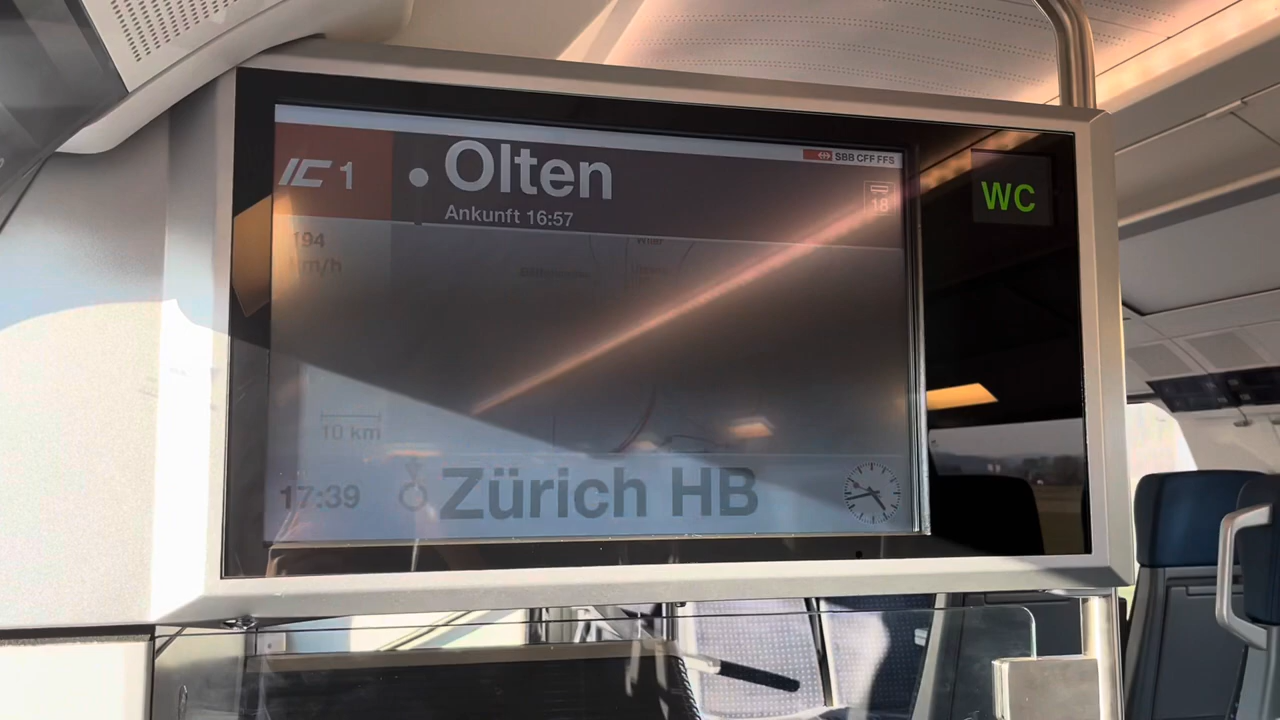 IC 1
Olten
SBB CFF FFS
Ankunft 16:57
18
WC
194
km/h
10 km
17:39
Zürich HB